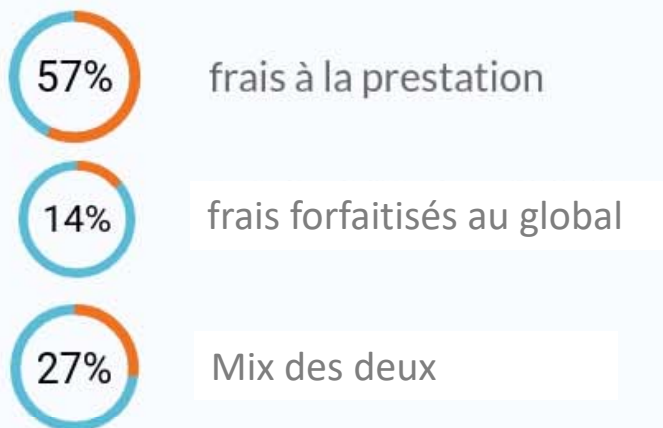 57% frais à la prestation
14% frais forfaitisés au global
27% Mix des deux